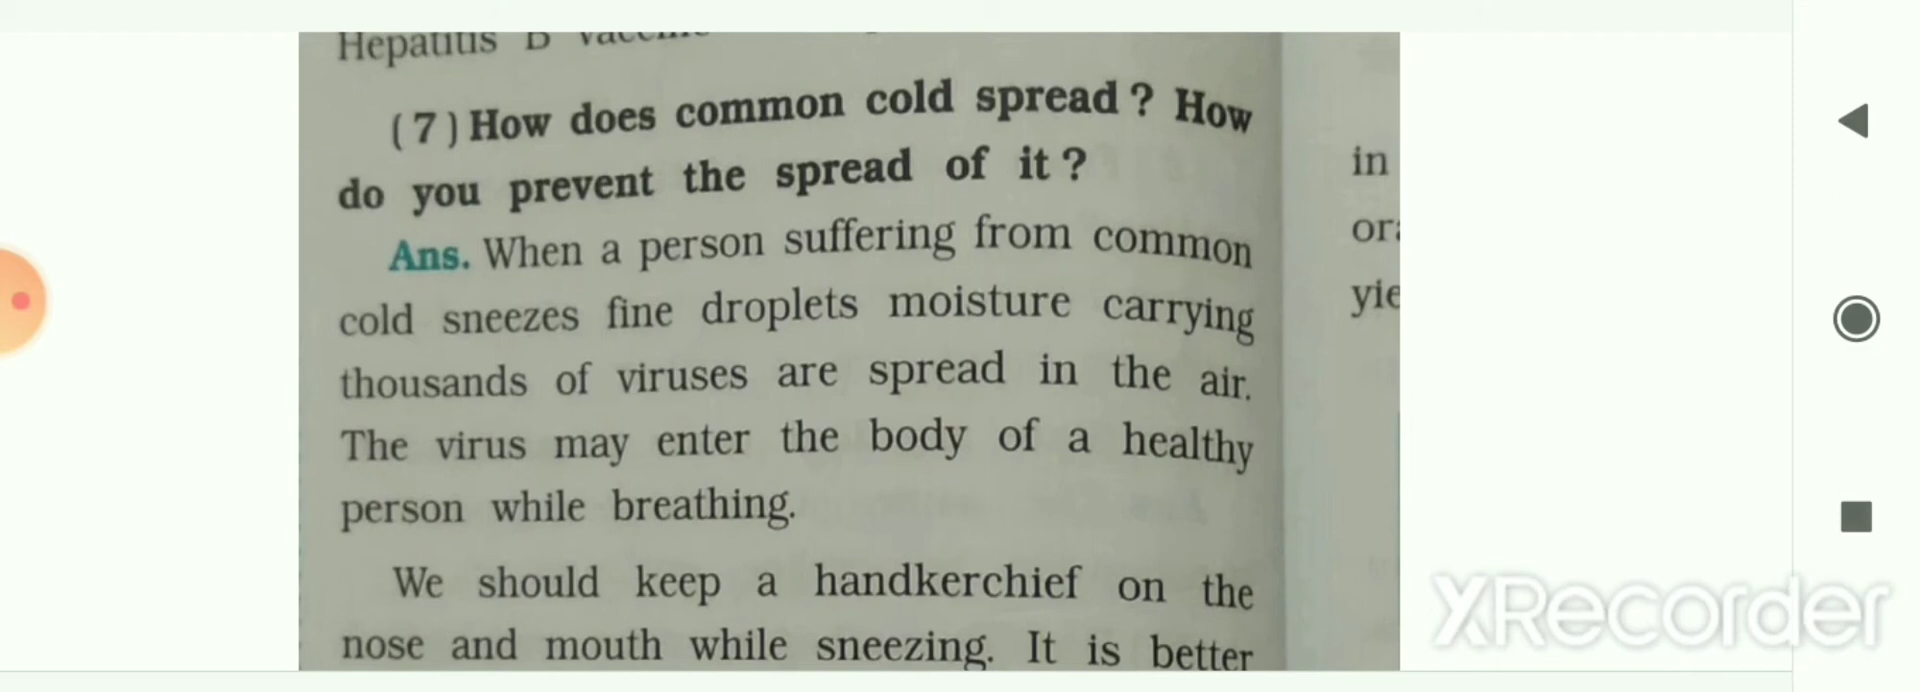 Hepatitis B vaccine
(7) How does common cold spread ? How
do you prevent the spread of it ?
Ans. When a person suffering from common
cold sneezes fine droplets moisture carrying
thousands of viruses are spread in the air.
The virus may enter the body of a healthy
person while breathing.
We should keep a handkerchief on the
nose and mouth while sneezing. It is better
in
yie
XRecorder